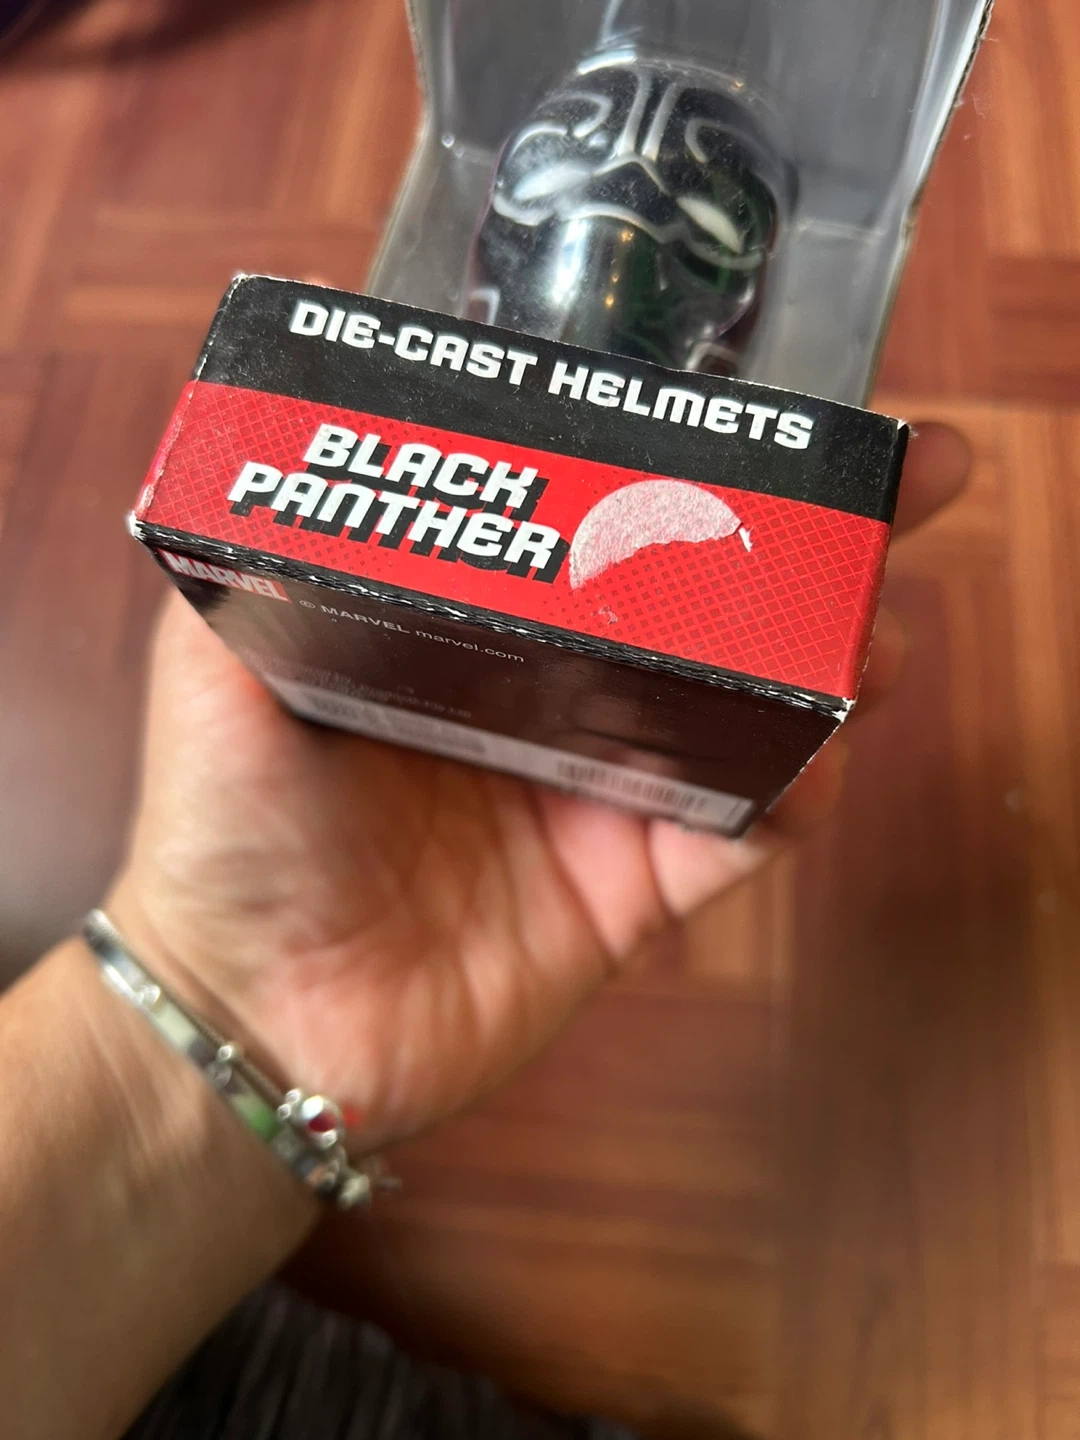 DIE-CAST HELMETS
BLACK
PANTHER
MARVEL
© MARVEL marvel.com